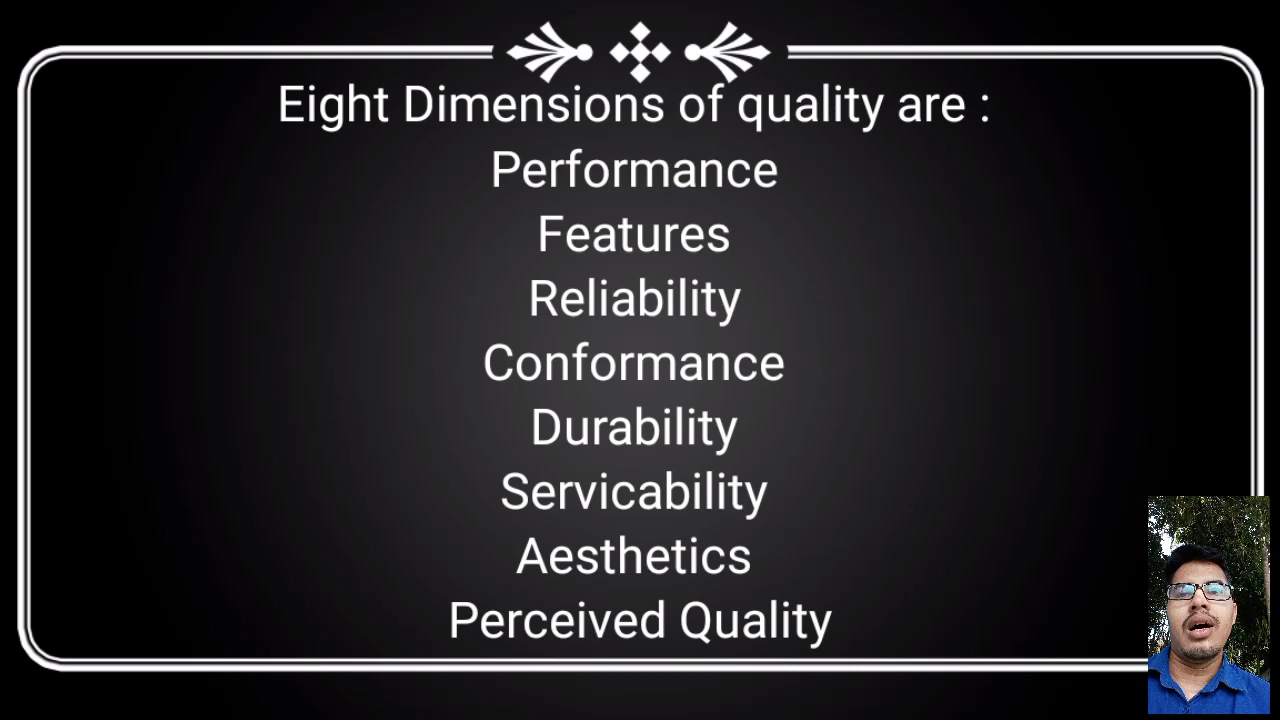 Eight Dimensions of quality are :
Performance
Features
Reliability
Conformance
Durability
Servicability
Aesthetics
Perceived Quality